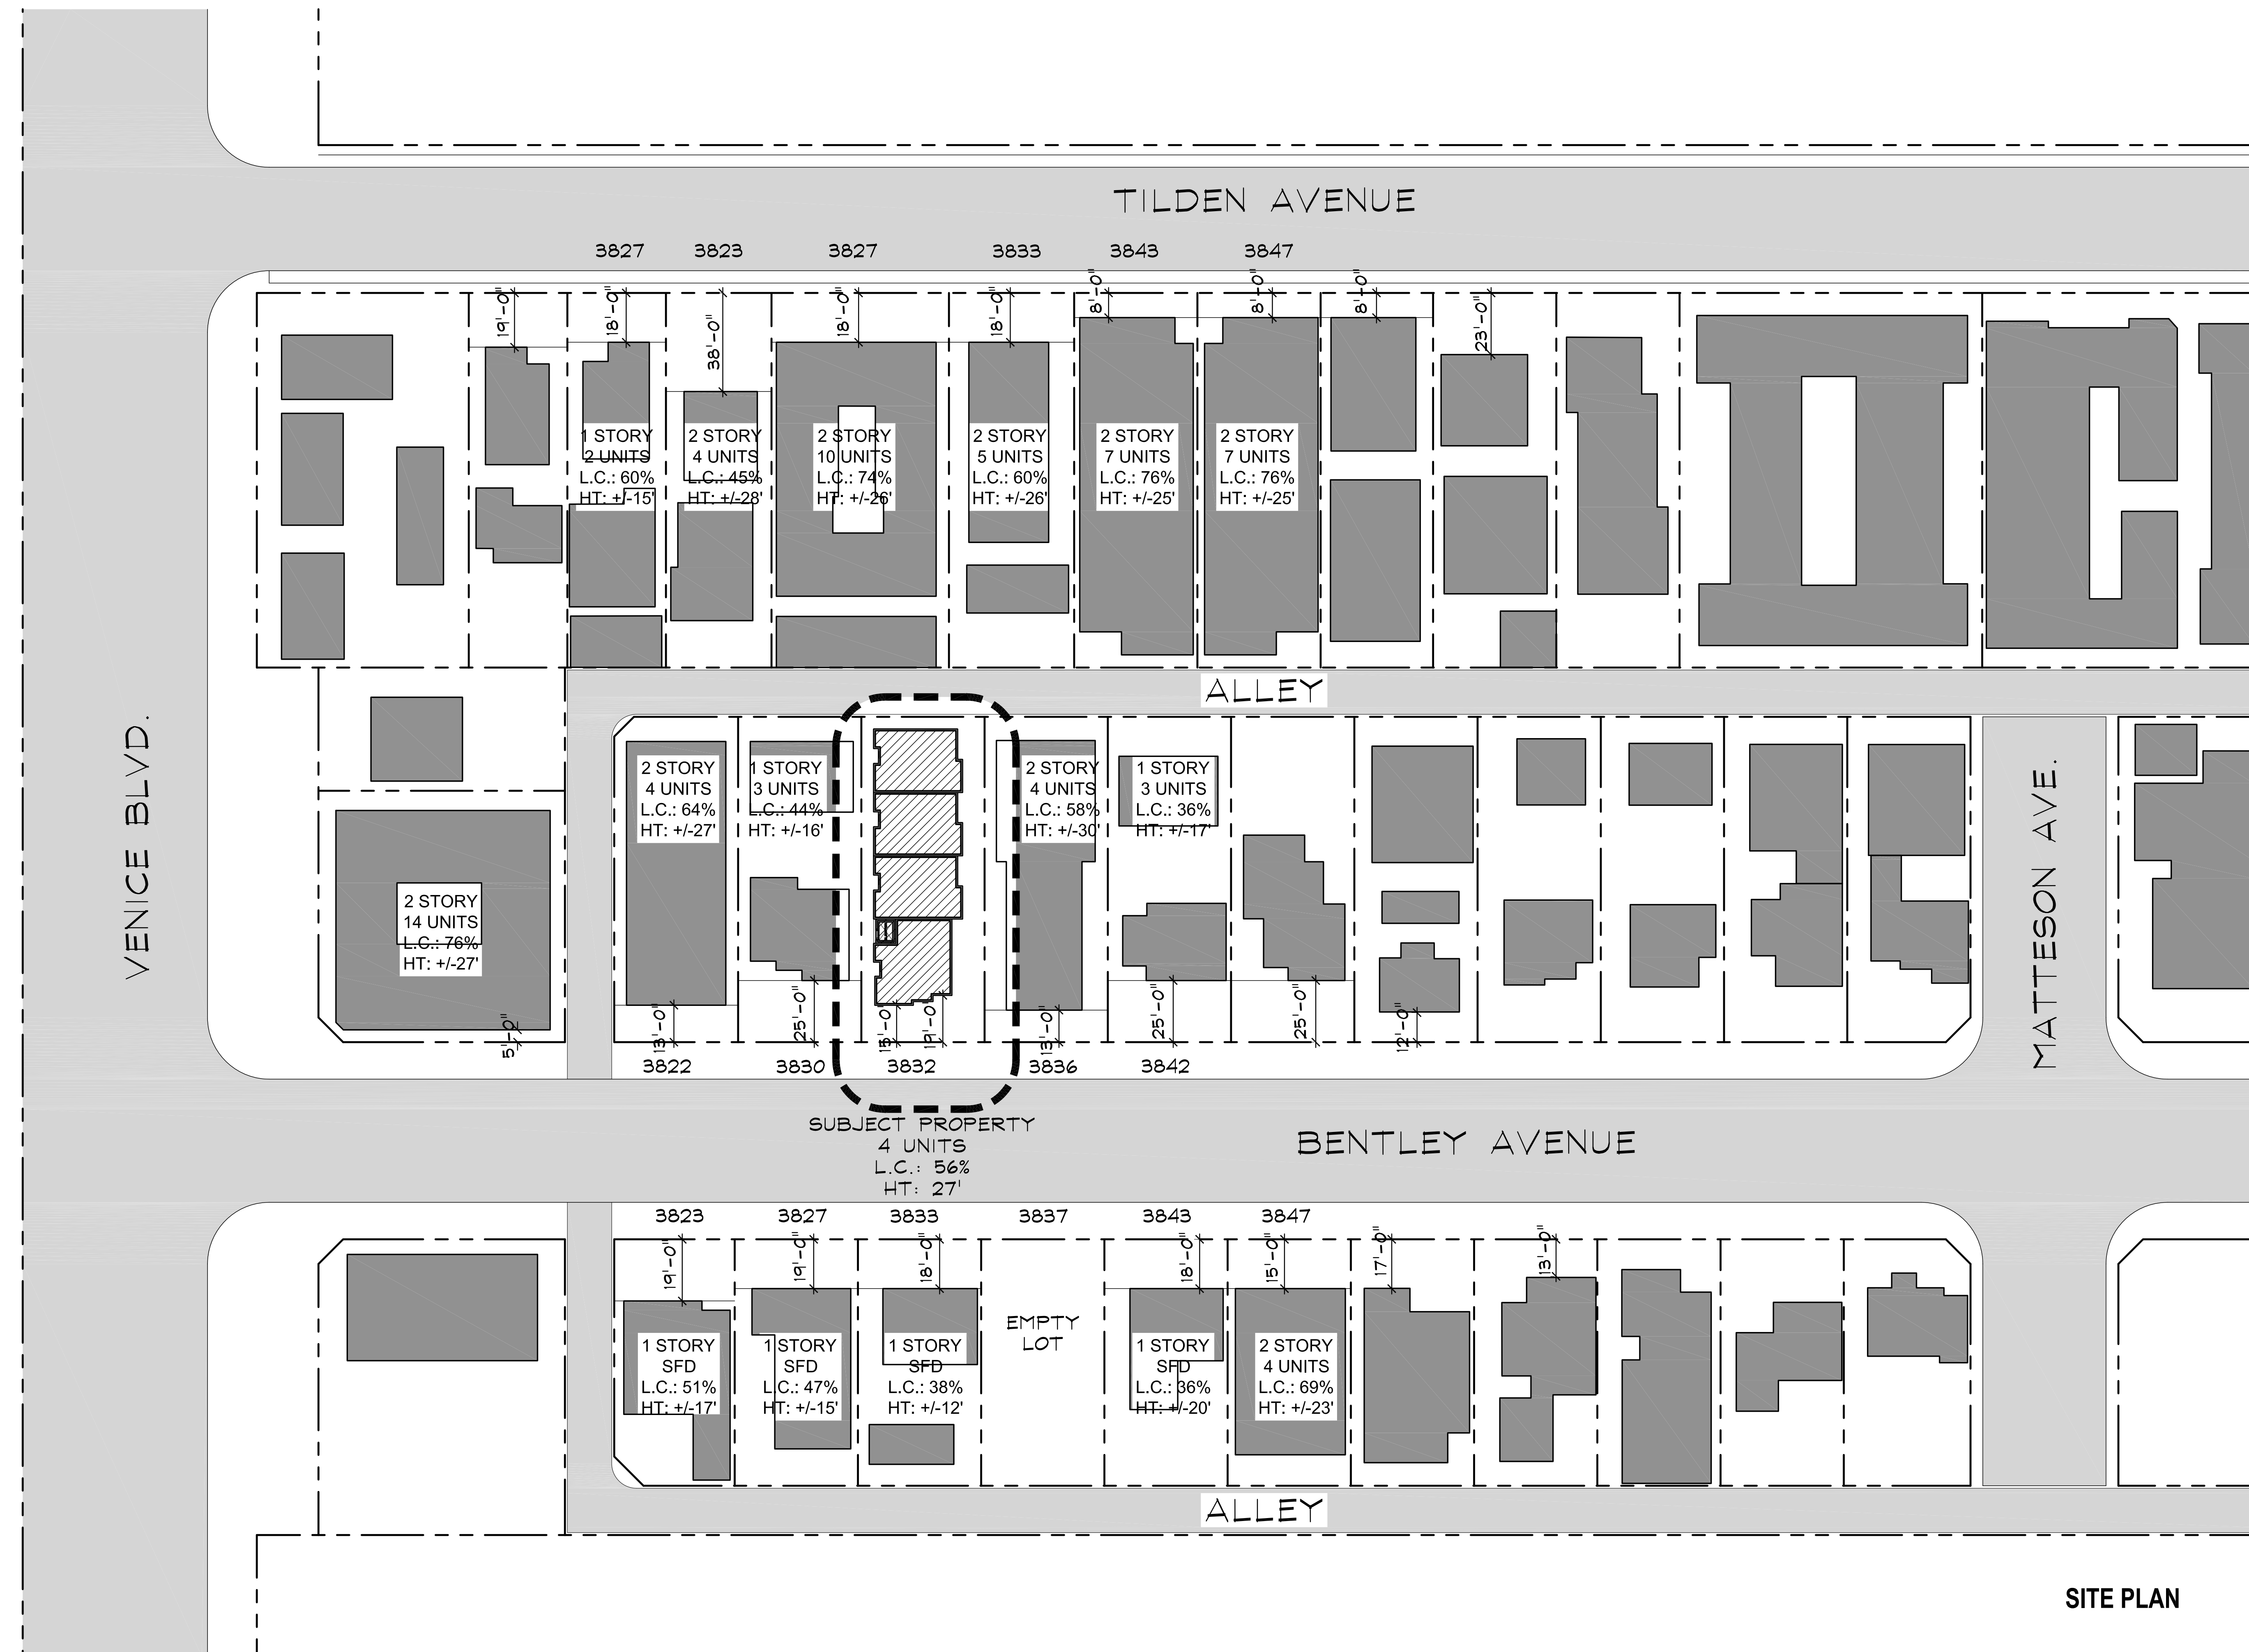 TILDEN AVENUE
3827
3823
3827
3833
3843
3847
19'-0"
18'-0"
38'-0"
18'-0"
18'-0"
8'-0"
8'-0"
8'-0"
23'-0"
1 STORY
2 UNITS
L.C.: 60%
HT: +/-15'
2 STORY
4 UNITS
L.C.: 45%
HT: +/-28'
2 STORY
10 UNITS
L.C.: 74%
HT: +/-26'
2 STORY
5 UNITS
L.C.: 60%
HT: +/-26'
2 STORY
7 UNITS
L.C.: 76%
HT: +/-25'
2 STORY
7 UNITS
L.C.: 76%
HT: +/-25'
ALLEY
VENICE BLVD.
2 STORY
14 UNITS
L.C.: 76%
HT: +/-27'
5'-0"
2 STORY
4 UNITS
L.C.: 64%
HT: +/-27'
1 STORY
3 UNITS
L.C.: 44%
HT: +/-16'
2 STORY
4 UNITS
L.C.: 58%
HT: +/-30'
1 STORY
3 UNITS
L.C.: 36%
HT: +/-17'
MATTESON AVE.
13'-0"
25'-0"
15'-0"
19'-0"
13'-0"
25'-0"
25'-0"
12'-0"
3822
3830
3832
3836
3842
SUBJECT PROPERTY
4 UNITS
L.C.: 56%
HT: 27'
BENTLEY AVENUE
3823
3827
3833
3837
3843
3847
19'-0"
19'-0"
18'-0"
18'-0"
15'-0"
17'-0"
13'-0"
1 STORY
SFD
L.C.: 51%
HT: +/-17'
1 STORY
SFD
L.C.: 47%
HT: +/-15'
1 STORY
SFD
L.C.: 38%
HT: +/-12'
EMPTY
LOT
1 STORY
SFD
L.C.: 36%
HT: +/-20'
2 STORY
4 UNITS
L.C.: 69%
HT: +/-23'
ALLEY
SITE PLAN